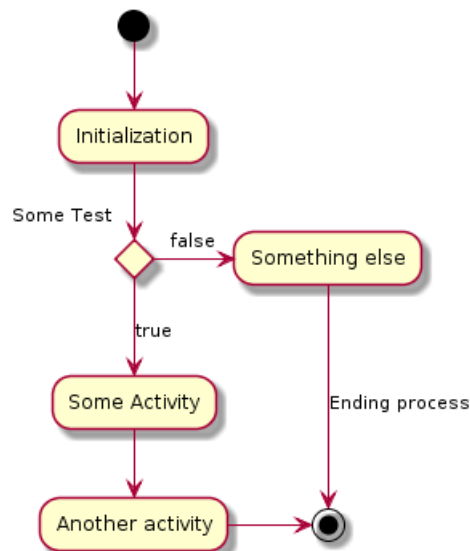 Initialization
Some Test
false
Something else
true
Some Activity
Ending process
Another activity